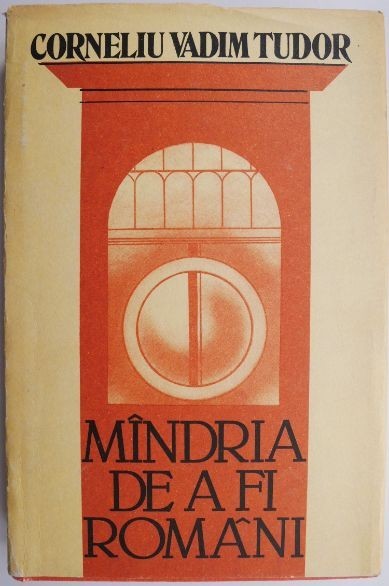 CORNELIU VADIM TUDOR
MÎNDRIA
DE A FI
ROMÂNI